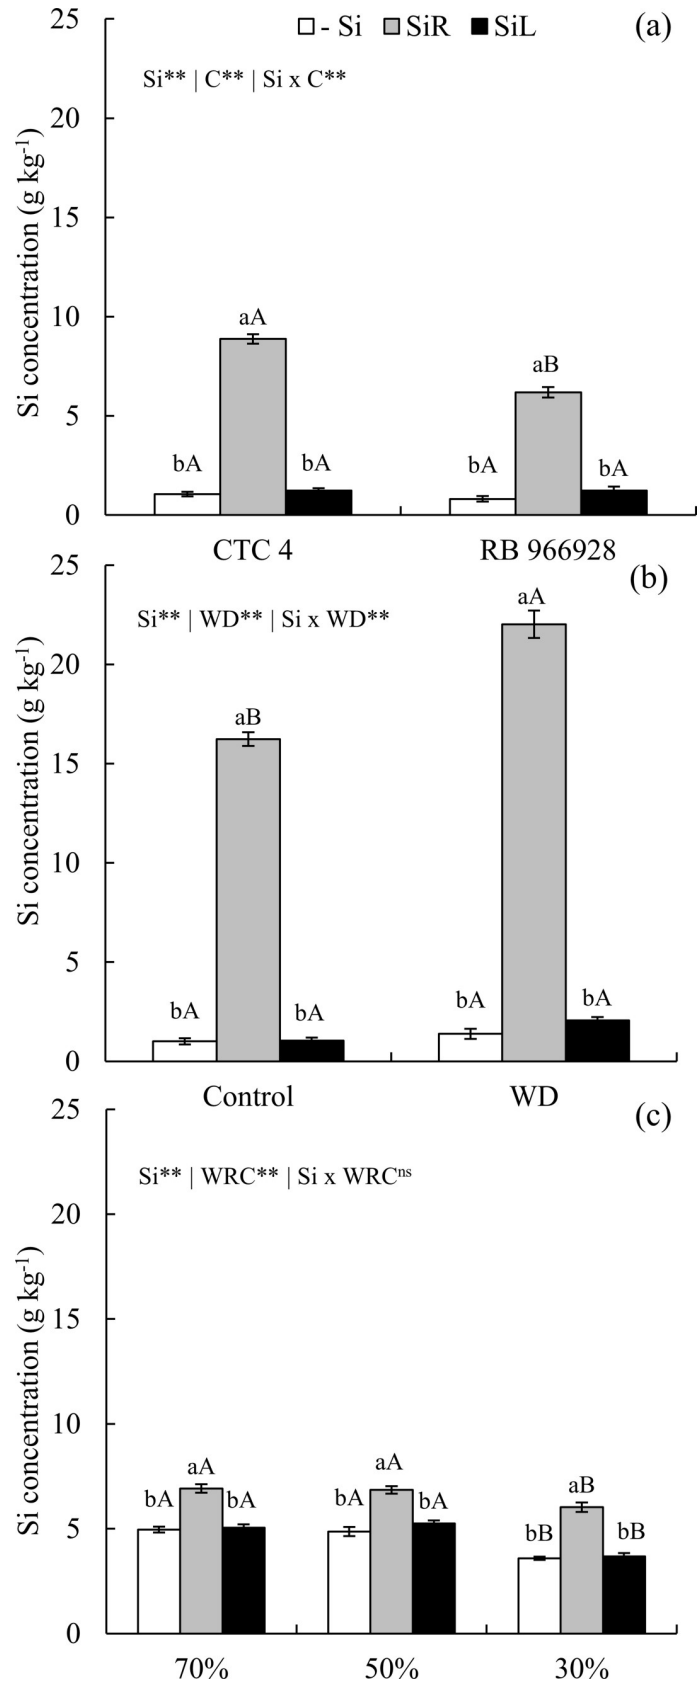 - Si SiR SiL (a)
Si** | C** | Si x C**
Si concentration (g kg-1)
25
20
15
10
5
0
aA
aB
bA bA bA bA
CTC 4 RB 966928
(b)
Si** | WD** | Si x WD**
Si concentration (g kg-1)
25
20
15
10
5
0
aB
aA
bA bA bA bA
Control WD
(c)
Si** | WRC** | Si x WRCns
Si concentration (g kg-1)
25
20
15
10
5
0
bA aA bA bA aA bA bB aB bB
70% 50% 30%